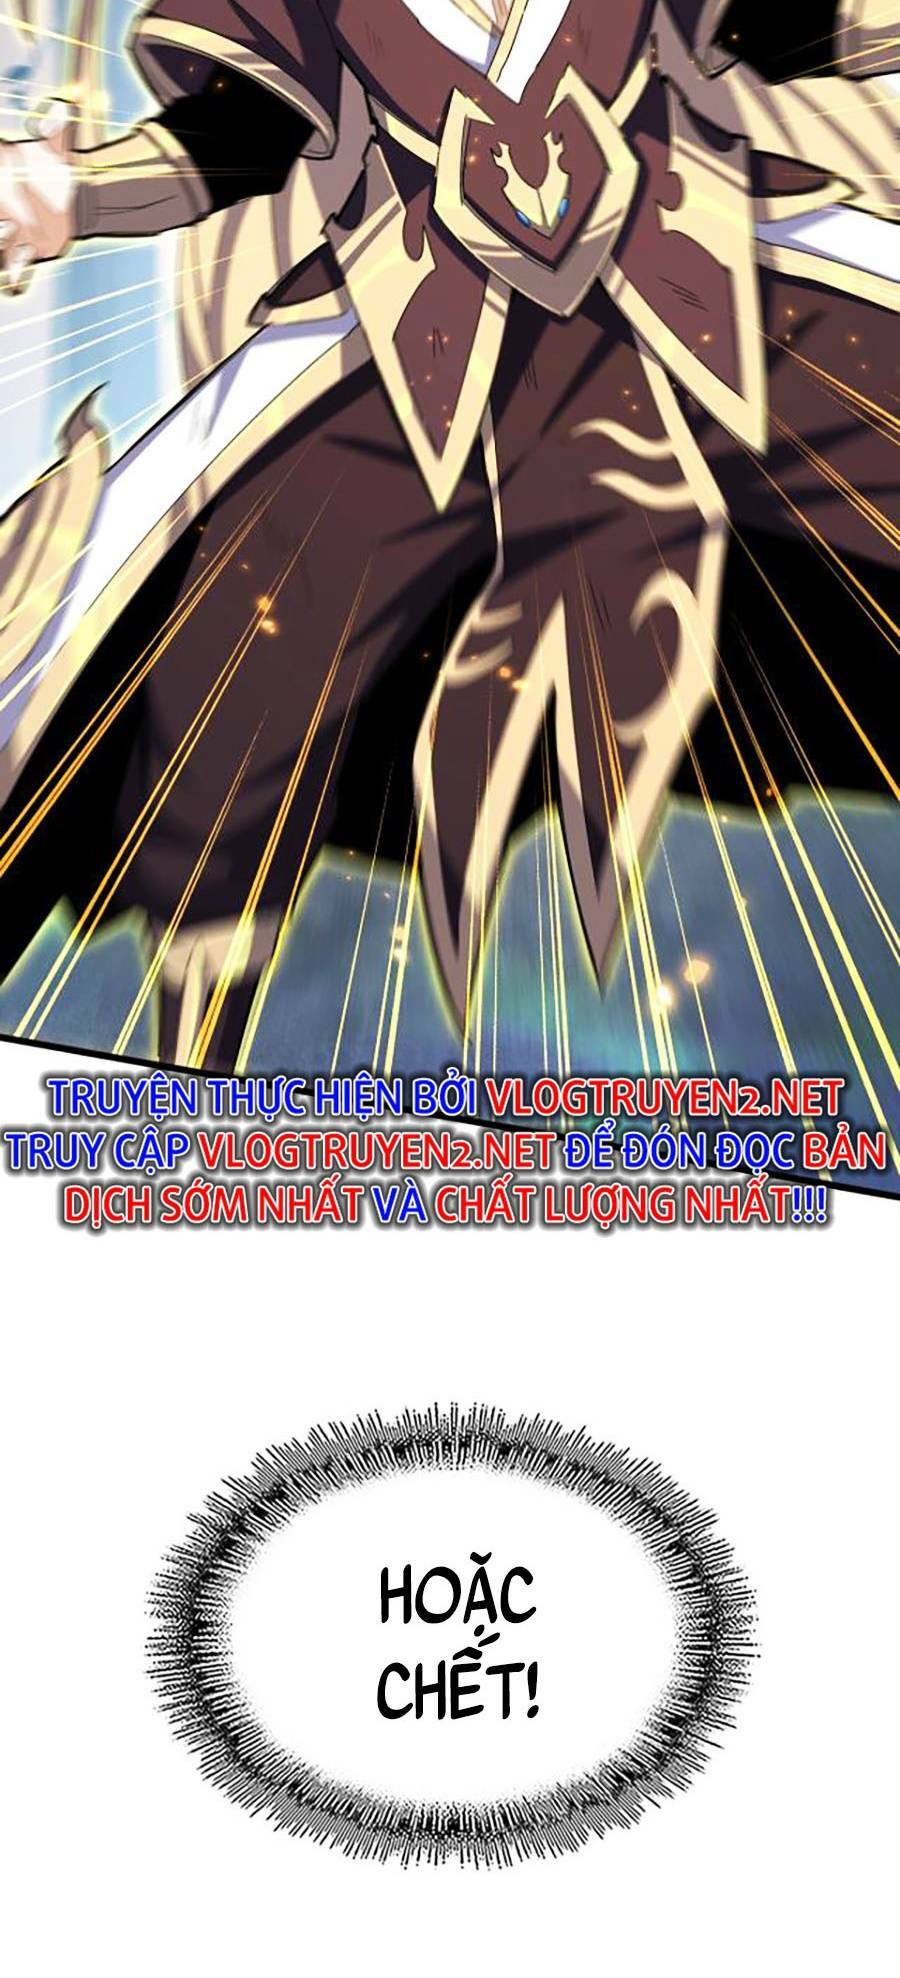 TRUYỆN THỰC HIỆN BỞI VLOGTRUYEN2.NET
TRUY CẬP VLOGTRUYEN2.NET ĐỂ ĐÓN ĐỌC BẢN
DỊCH SỚM NHẤT VÀ CHẤT LƯỢNG NHẤT!!!
HOẶC
CHẾT!